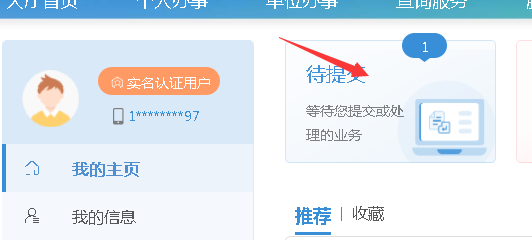 大厅首页 个人办事 单位办事 查询服务
1
实名认证用户
1********97
待提交
等待您提交或处
理的业务
我的主页
我的信息
推荐 | 收藏